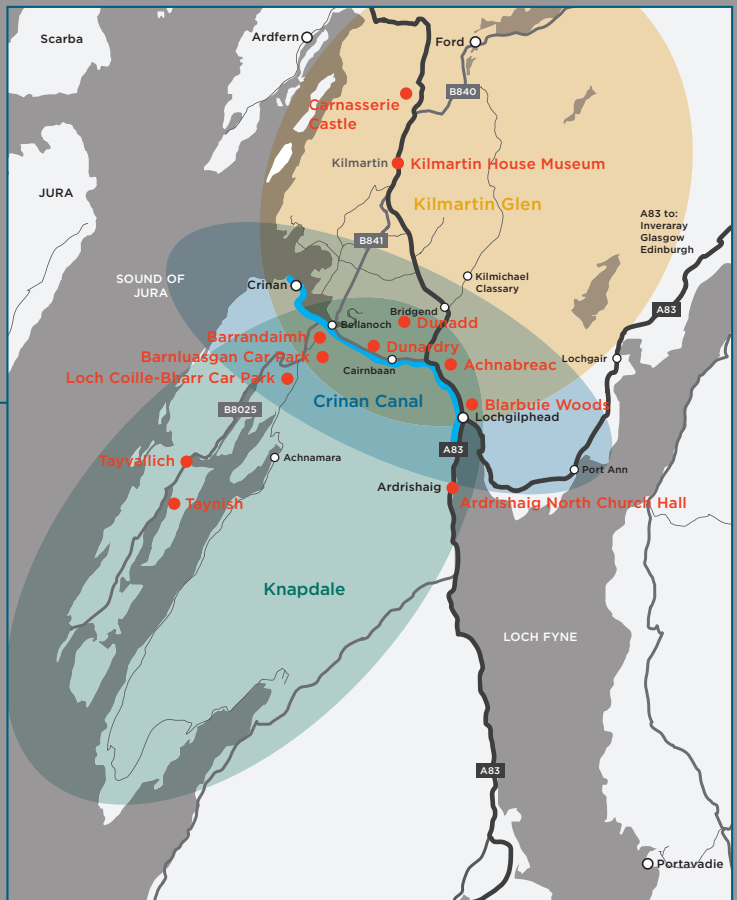 Scarba
Ardfern
Ford
B840
Carnasserie
Castle
Kilmartin
Kilmartin House Museum
JURA
Kilmartin Glen
A83 to:
Inveraray
Glasgow
Edinburgh
B841
SOUND OF
JURA
Crinan
Kilmichael
Classary
A83
Bridgend
Bellanoch
Dunadd
Barrandaimh
Dunardry
Barnluasgan Car Park
Lochgair
Cairnbaan
Achnabreac
Loch Coille-Bharr Car Park
Crinan Canal
Blarbuie Woods
B8025
Lochgilphead
A83
Tayvallich
Achnamara
Port Ann
Ardrishaig
Taynish
Ardrishaig North Church Hall
Knapdale
LOCH FYNE
A83
Portavadie